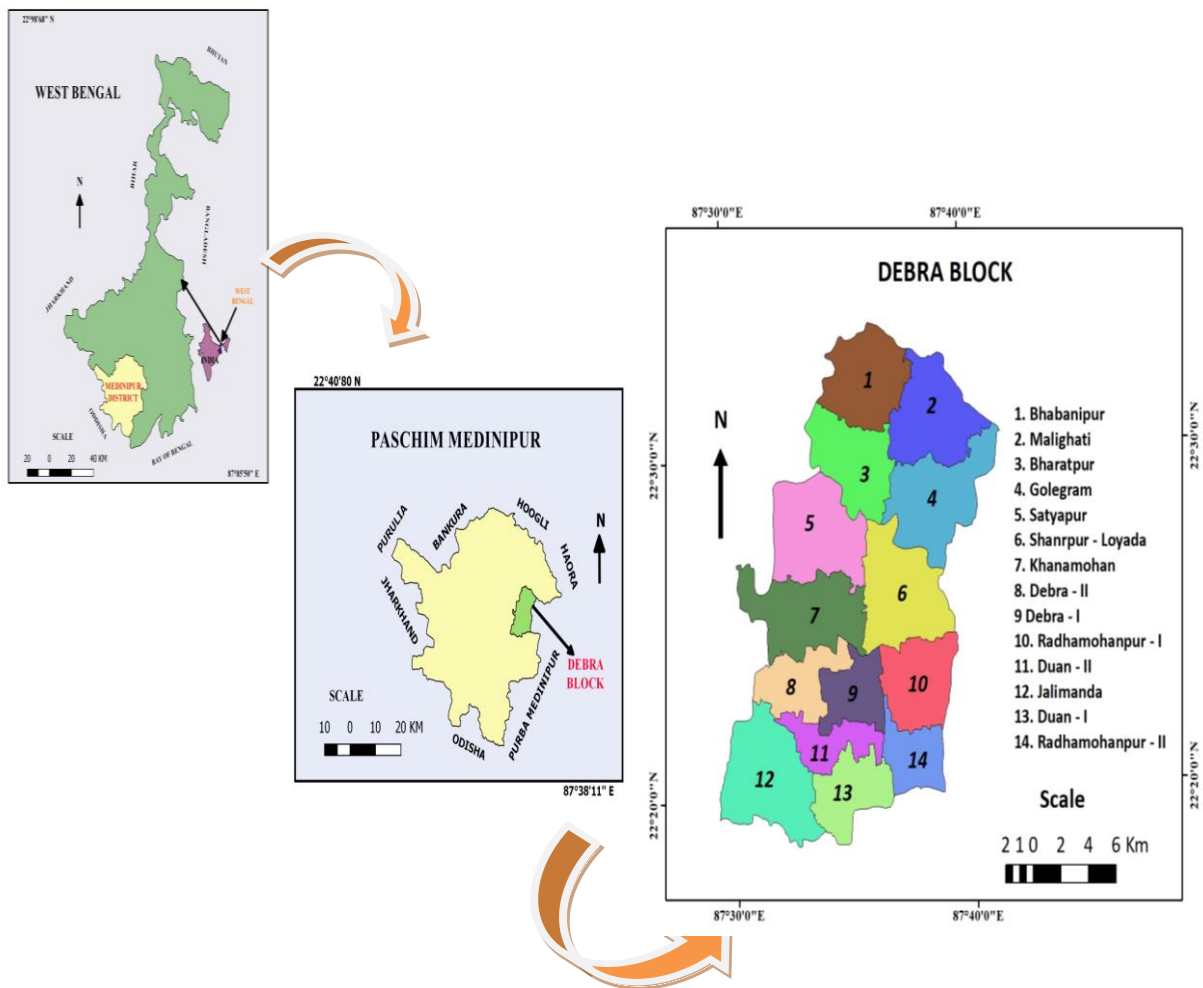 22°98'68" N
BHUTAN
WEST BENGAL
BIHAR
N
BANGLADESH
JHARKHAND
WEST
BENGAL
INDIA
MEDINIPUR
DISTRICT
ODDISHA
SCALE
BAY OF BENGAL
20 0 20 40 KM
87°85'50" E
22°40'80 N
PASCHIM MEDINIPUR
PURULIA
BANKURA
HOOGLI
N
HAORA
JHARKHAND
DEBRA
BLOCK
PURBA MEDINIPUR
SCALE
10 0 10 20 KM
ODISHA
87°38'11" E
87°30'0"E
87°40'0"E
DEBRA BLOCK
1
2
N
22°30'0"N
22°30'0"N
3
4
5
6
7
8
9
10
11
12
13
14
1. Bhabanipur
2. Malighati
3. Bharatpur
4. Golegram
5. Satyapur
6. Shanrpur - Loyada
7. Khanamohan
8. Debra - II
9 Debra - I
10. Radhamohanpur - I
11. Duan - II
12. Jalimanda
13. Duan - I
14. Radhamohanpur - II
22°20'0"N
22°20'0"N
Scale
2 1 0 2 4 6 Km
87°30'0"E
87°40'0"E